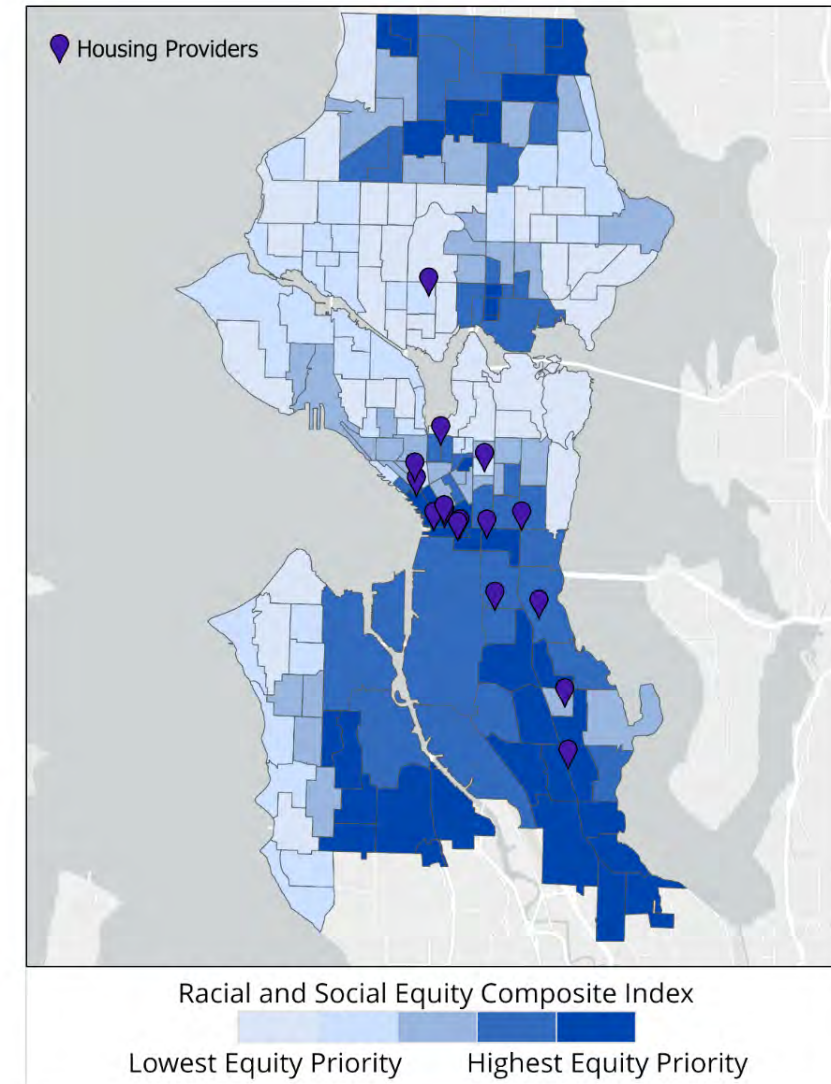 Housing Providers
Racial and Social Equity Composite Index
Lowest Equity Priority Highest Equity Priority